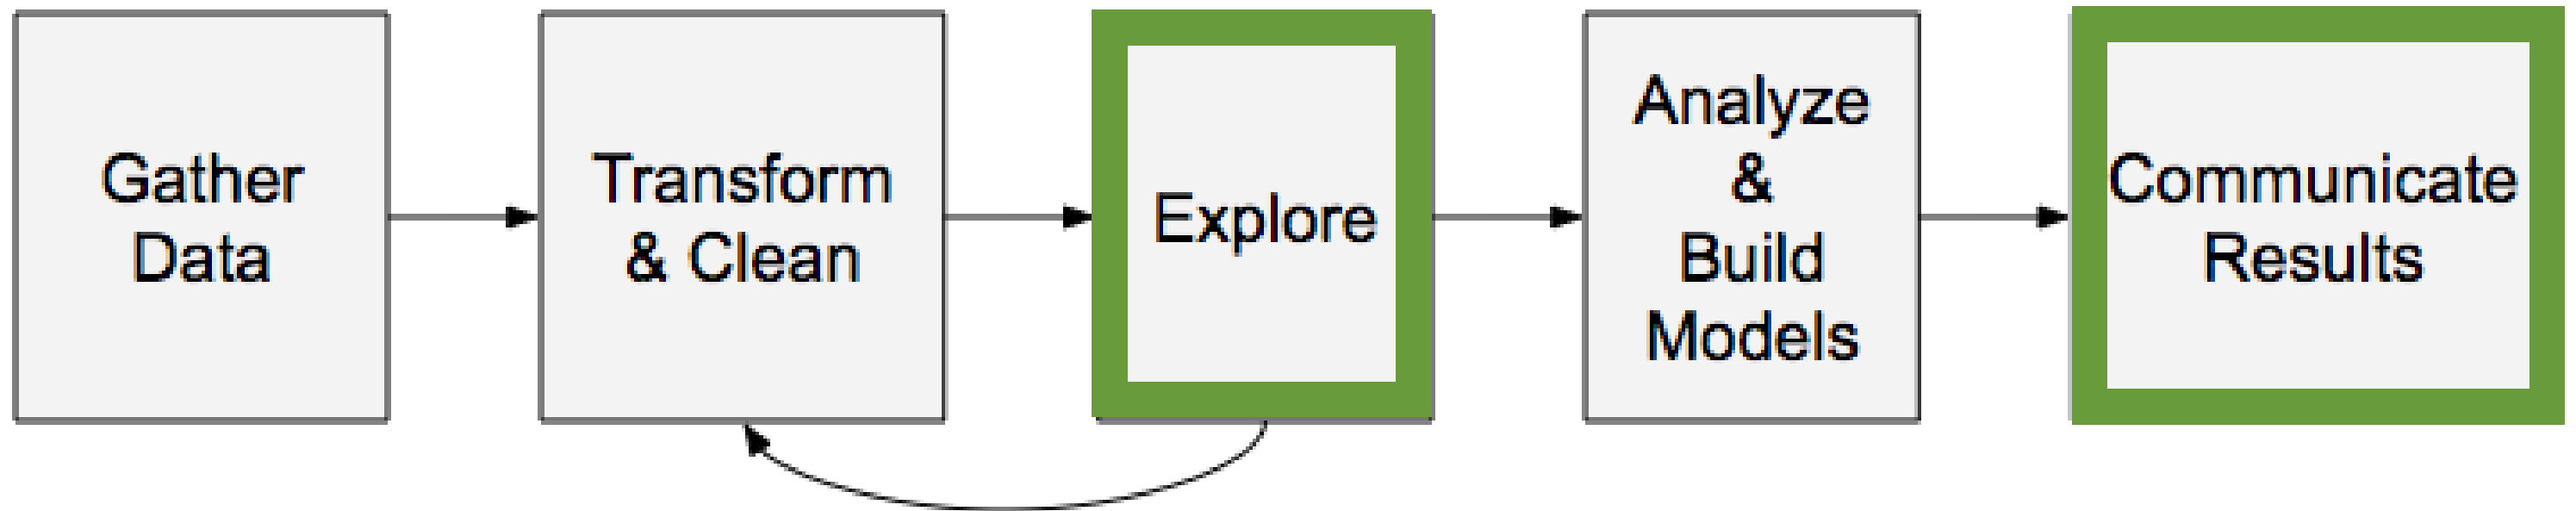 Gather
Data
Transform
& Clean
Explore
Analyze
&
Build
Models
Communicate
Results